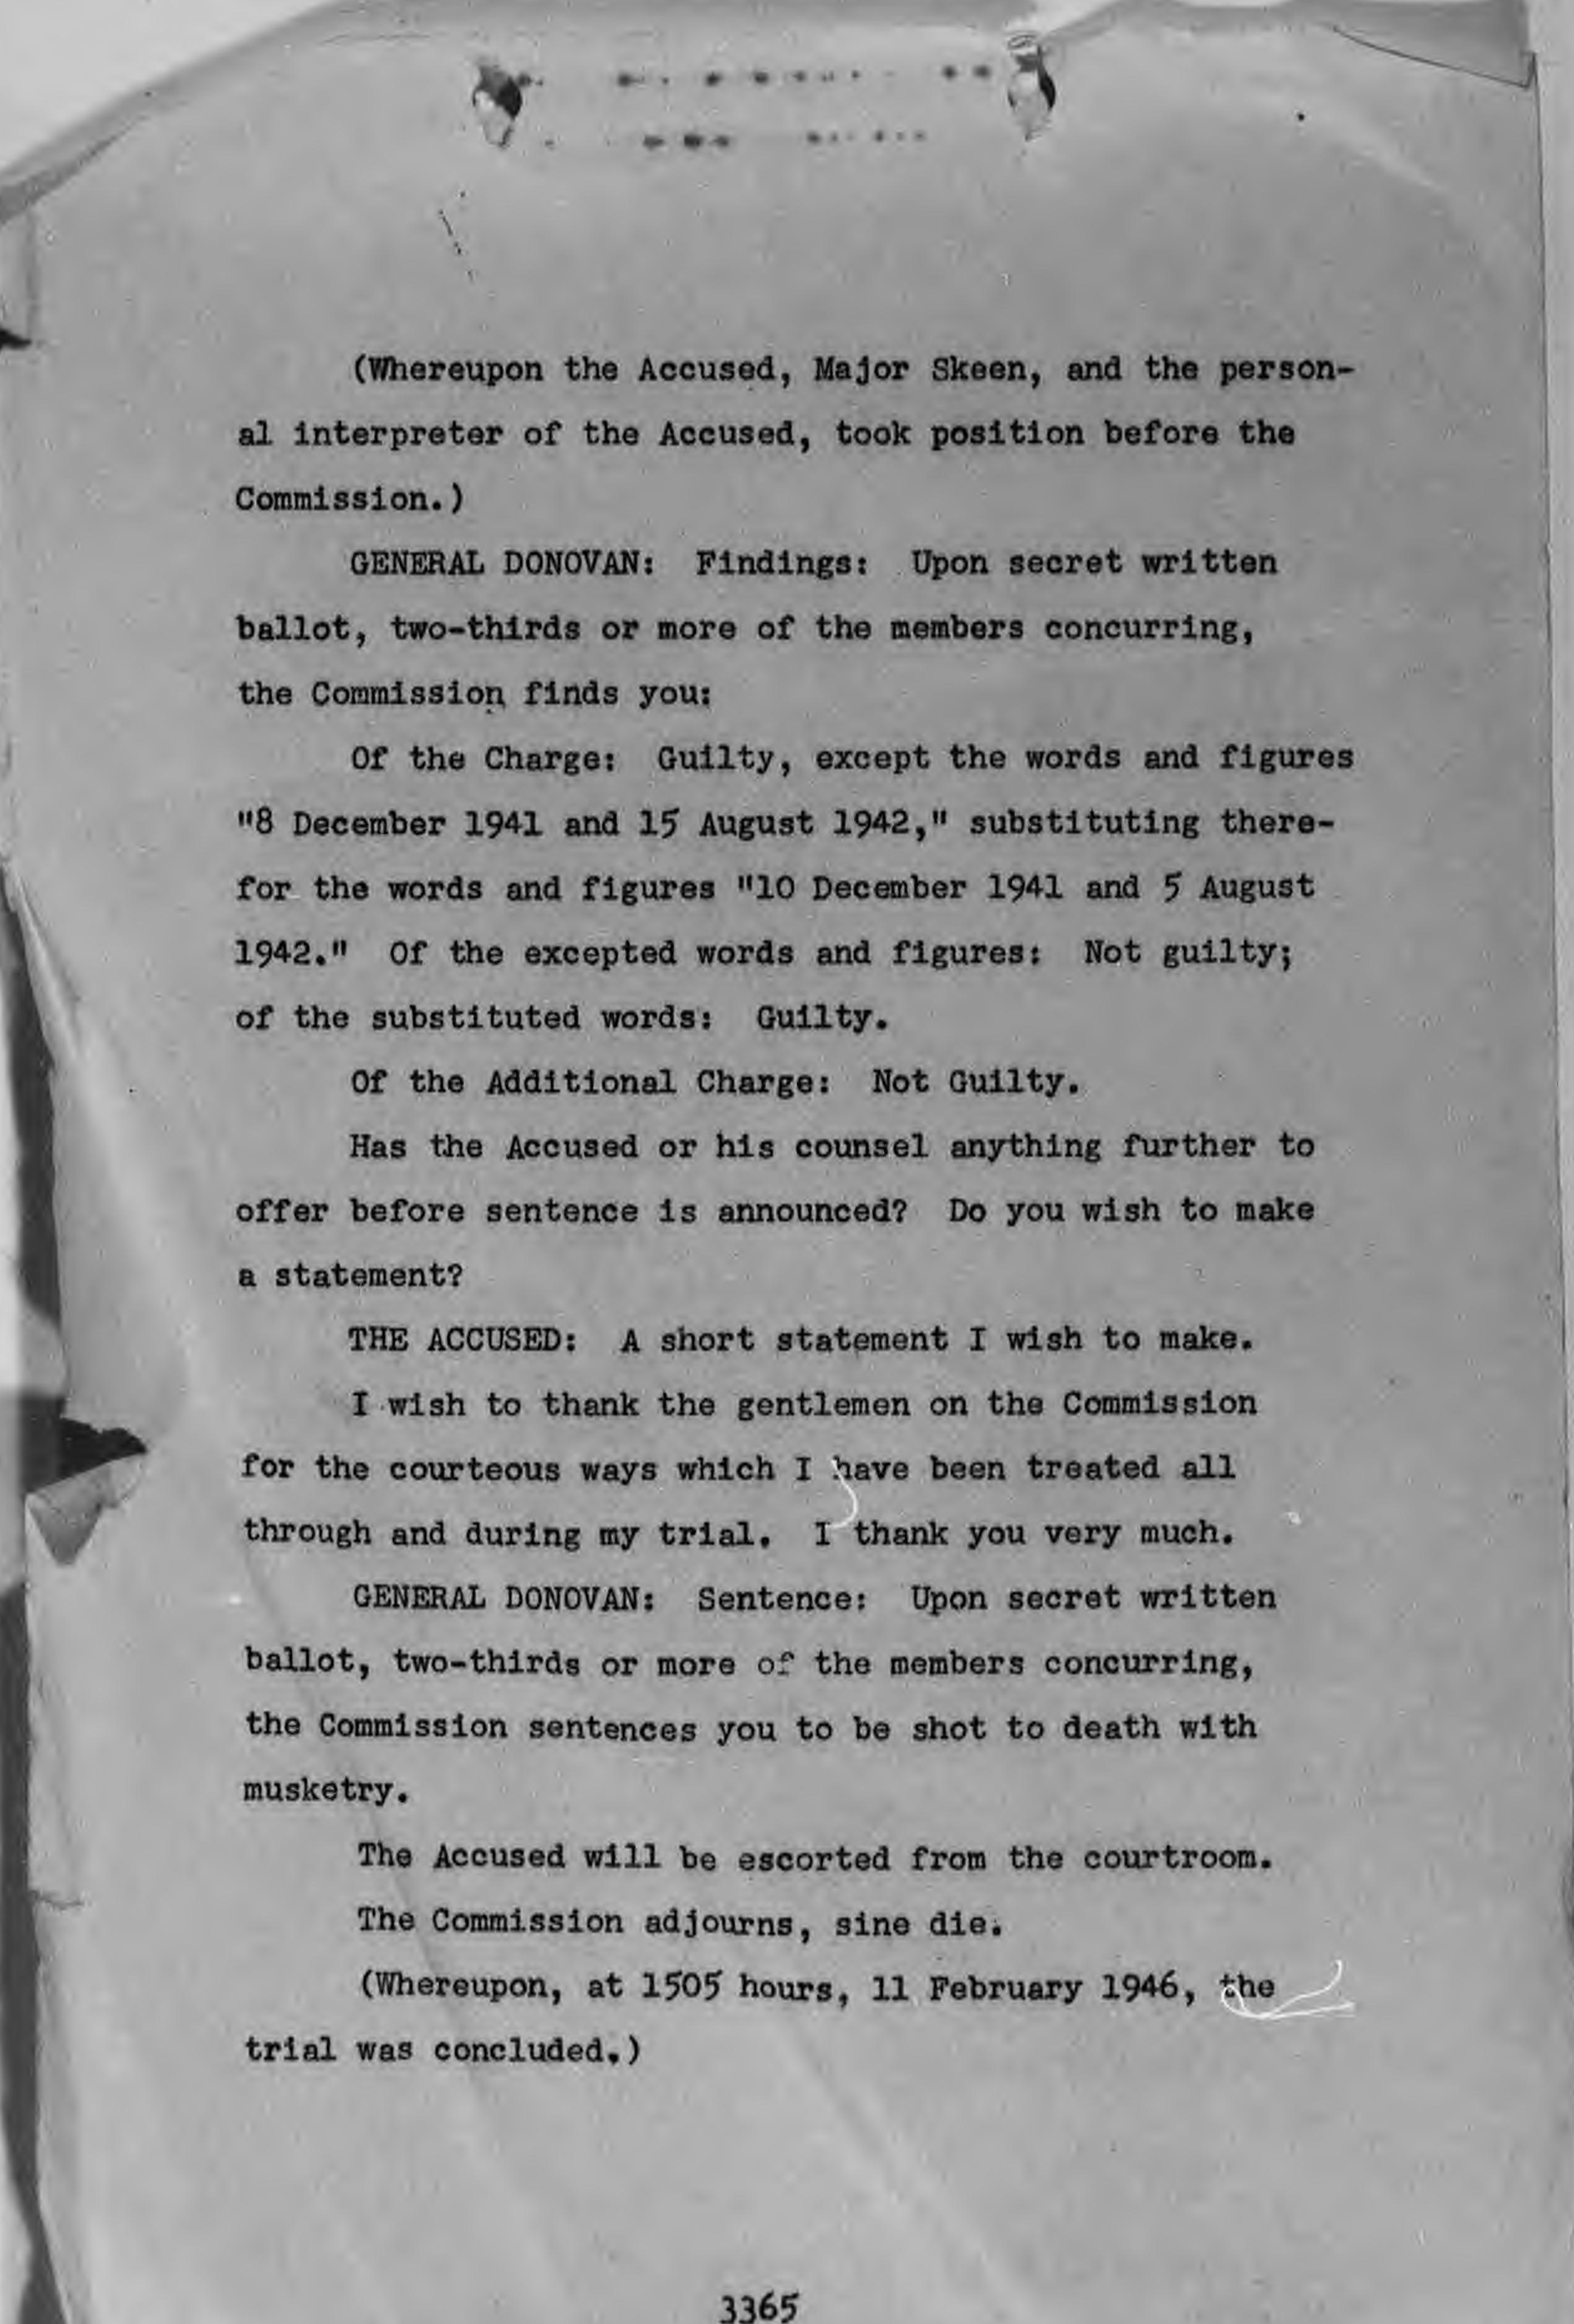 (Whereupon the Accused, Major Skeen, and the person-
al interpreter of the Accused, took position before the
Commission.)
GENERAL DONOVAN: Findings: Upon secret written
ballot, two-thirds or more of the members concurring,
the Commission finds you:
Of the Charge: Guilty, except the words and figures
"8 December 1941 and 15 August 1942," substituting there-
for the words and figures "10 December 1941 and 5 August
1942." Of the excepted words and figures: Not guilty;
of the substituted words: Guilty.
Of the Additional Charge: Not Guilty.
Has the Accused or his counsel anything further to
offer before sentence is announced? Do you wish to make
a statement?
THE ACCUSED: A short statement I wish to make.
I wish to thank the gentlemen on the Commission
for the courteous ways which I have been treated all
through and during my trial. I thank you very much.
GENERAL DONOVAN: Sentence: Upon secret written
ballot, two-thirds or more of the members concurring,
the Commission sentences you to be shot to death with
musketry.
The Accused will be escorted from the courtroom.
The Commission adjourns, sine die.
(Whereupon, at 1505 hours, 11 February 1946, the
trial was concluded.)
3365